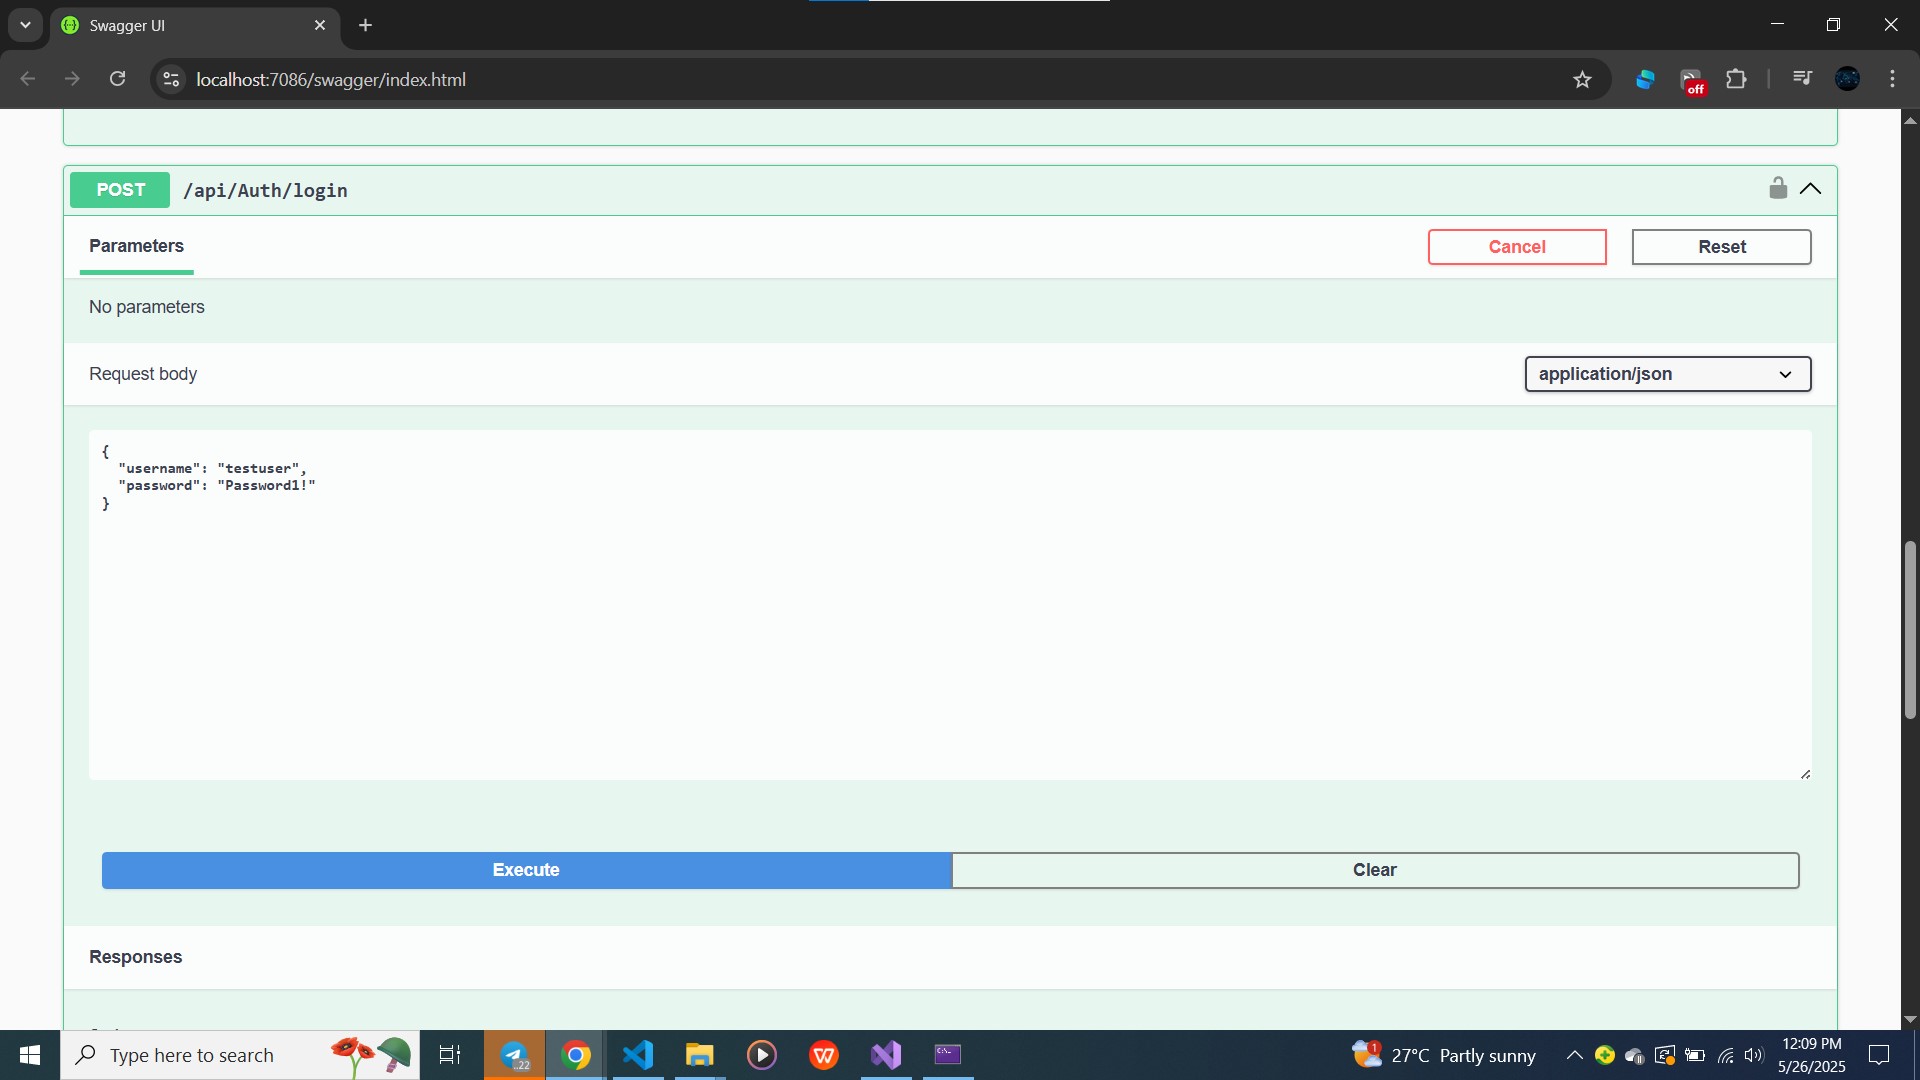 Swagger UI
localhost:7086/swagger/index.html
off
POST /api/Auth/login
Parameters
Cancel
Reset
No parameters
Request body
application/json
{
  "username": "testuser",
  "password": "Password1!"
}
Execute
Clear
Responses
Type here to search
..22
1
27°C Partly sunny
12:09 PM
5/26/2025